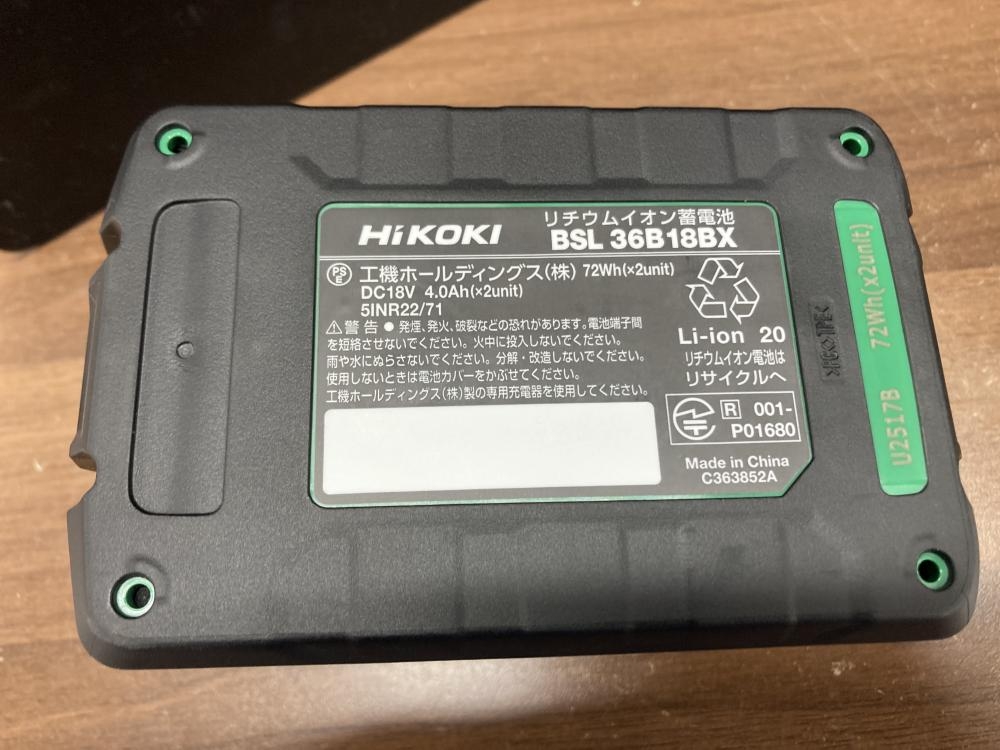 HiKOKI
リチウムイオン蓄電池
BSL 36B18BX
PS E 工機ホールディングス(株) 72Wh(×2unit)
DC18V 4.0Ah(×2unit)
5INR22/71
⚠警告 ● 発煙、発火、破裂などの恐れがあります。電池端子間
を短絡させないでください。火中に投入しないでください。
雨や水にぬらさないでください。分解・改造しないでください。
使用しないときは電池カバーをかぶせてください。
工機ホールディングス(株)製の専用充電器を使用してください。
Li-ion 20
リチウムイオン電池は
リサイクルへ
R 001-
P01680
Made in China
C363852A
U2517B 72Wh(x2unit)